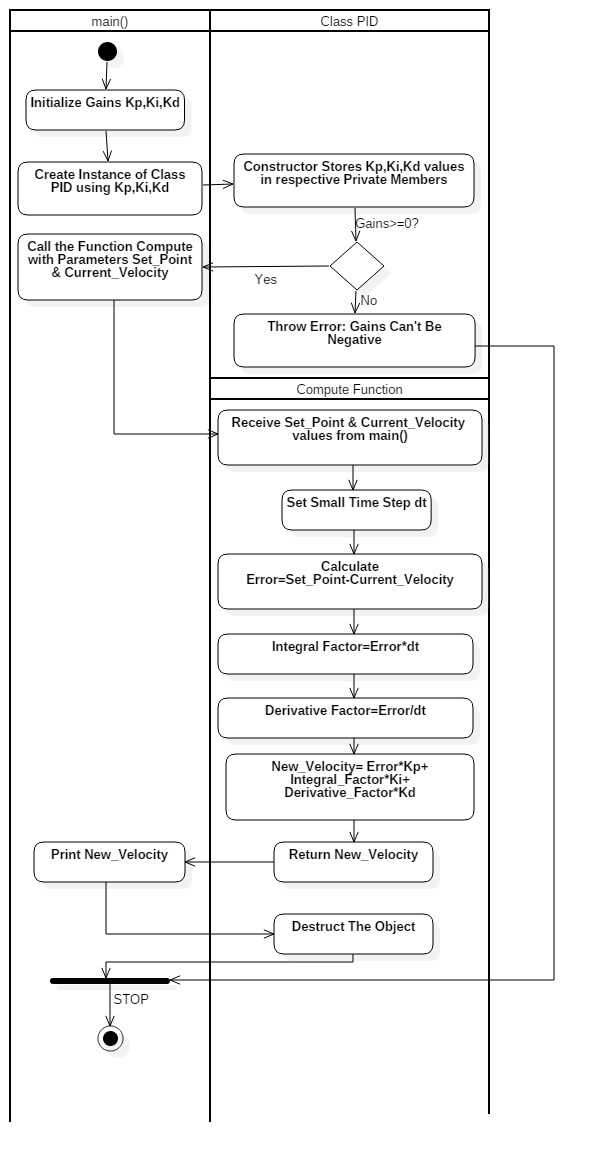 main()
Class PID
Initialize Gains Kp,Ki,Kd
Create Instance of Class
PID using Kp,Ki,Kd
Constructor Stores Kp,Ki,Kd values
in respective Private Members
Gains>=0?
Call the Function Compute
with Parameters Set_Point
& Current_Velocity
Yes
No
Throw Error: Gains Can't Be
Negative
Compute Function
Receive Set_Point & Current_Velocity
values from main()
Set Small Time Step dt
Calculate
Error=Set_Point-Current_Velocity
Integral Factor=Error*dt
Derivative Factor=Error/dt
New_Velocity= Error*Kp+
Integral_Factor*Ki+
Derivative_Factor*Kd
Print New_Velocity
Return New_Velocity
Destruct The Object
STOP